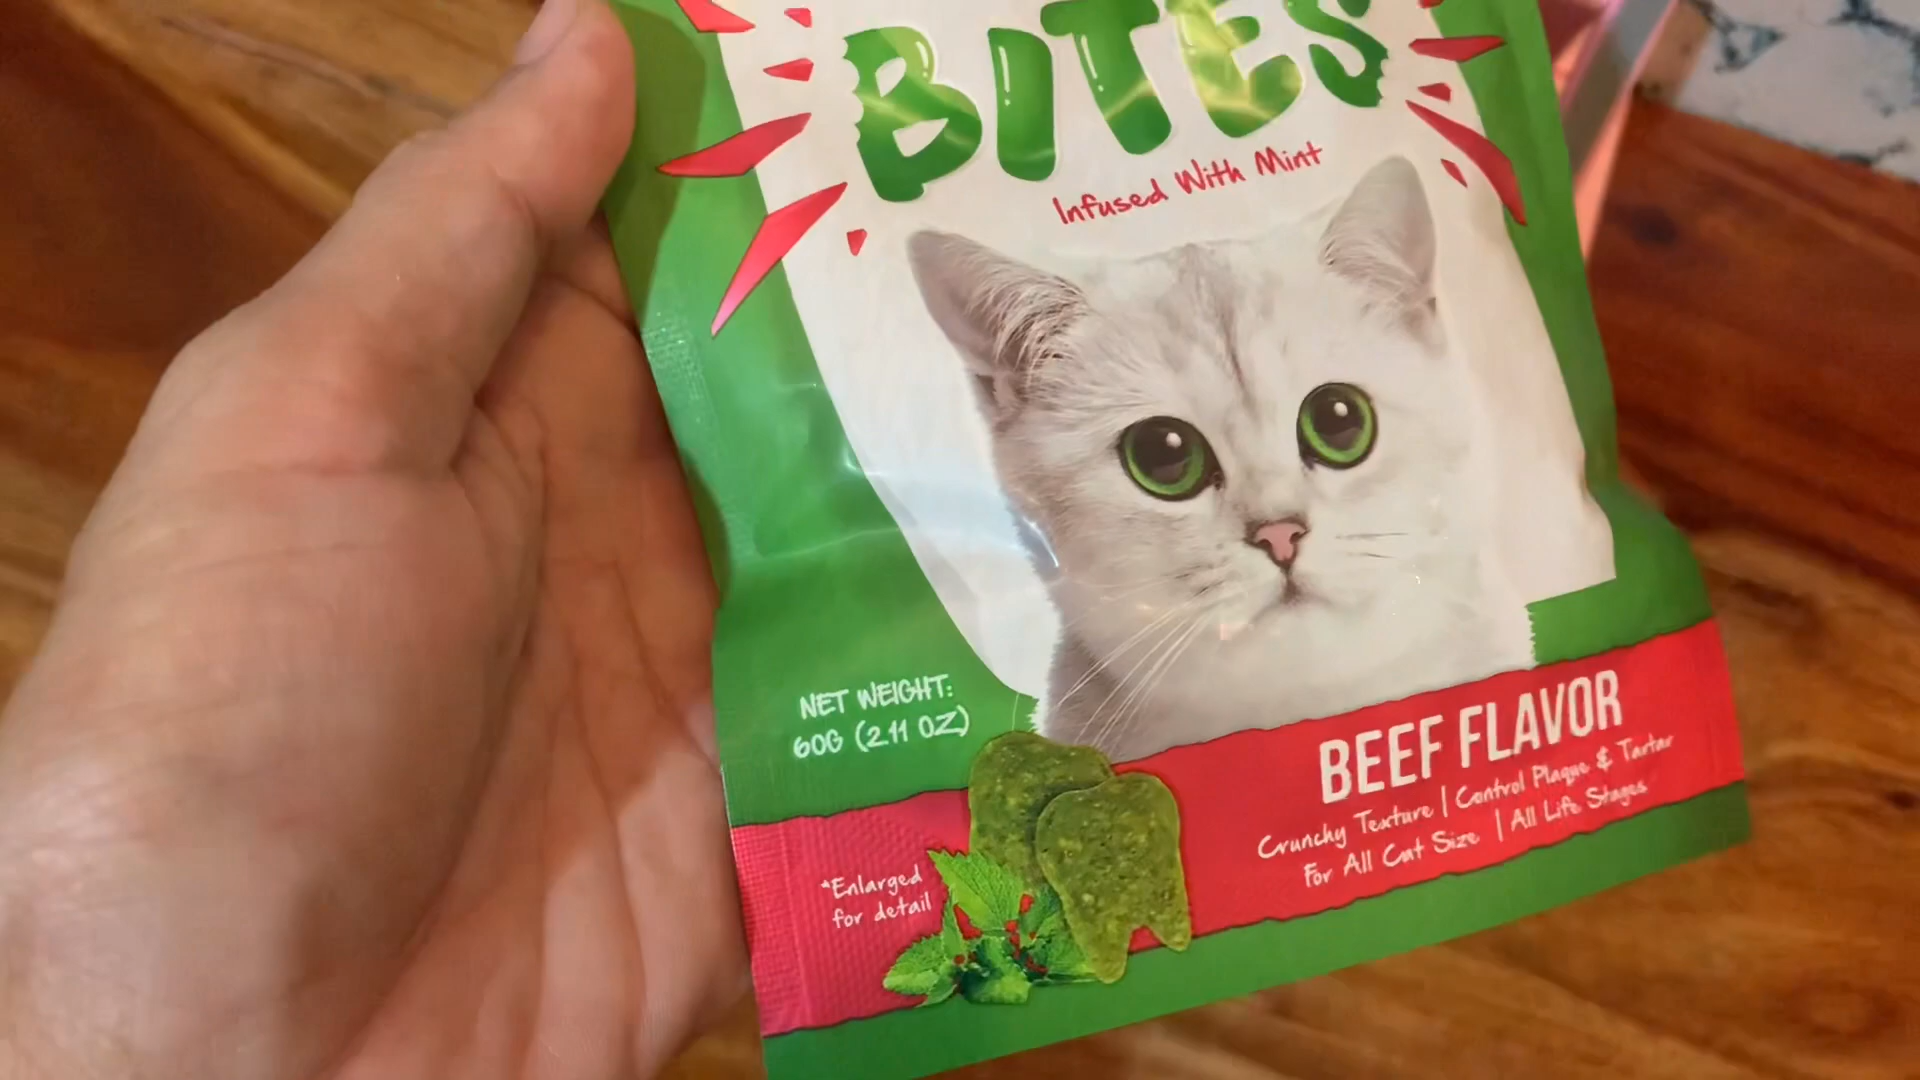 BITES
Infused With Mint
NET WEIGHT:
60G (2.11 OZ)
BEEF FLAVOR
Crunchy Texture | Control Plaque & Tartar
For All Cat Size | All Life Stages
*Enlarged
for detail